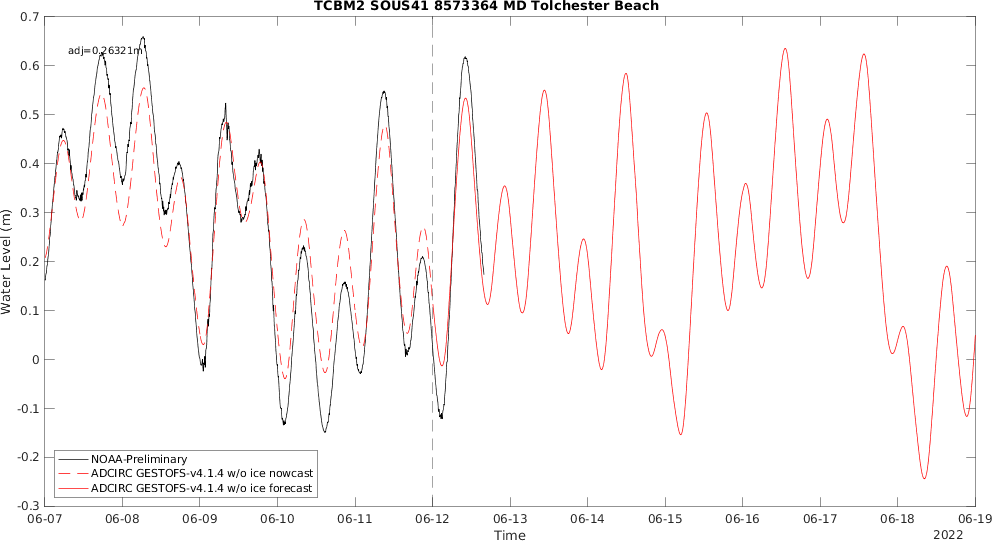 TCBM2 SOUS41 8573364 MD Tolchester Beach
adj=0.26321m
Water Level (m)
0.7
0.6
0.5
0.4
0.3
0.2
0.1
0
-0.1
-0.2
-0.3
NOAA-Preliminary
ADCIRC GESTOFS-v4.1.4 w/o ice nowcast
ADCIRC GESTOFS-v4.1.4 w/o ice forecast
06-07 06-08 06-09 06-10 06-11 06-12 06-13 06-14 06-15 06-16 06-17 06-18 06-19
Time
2022